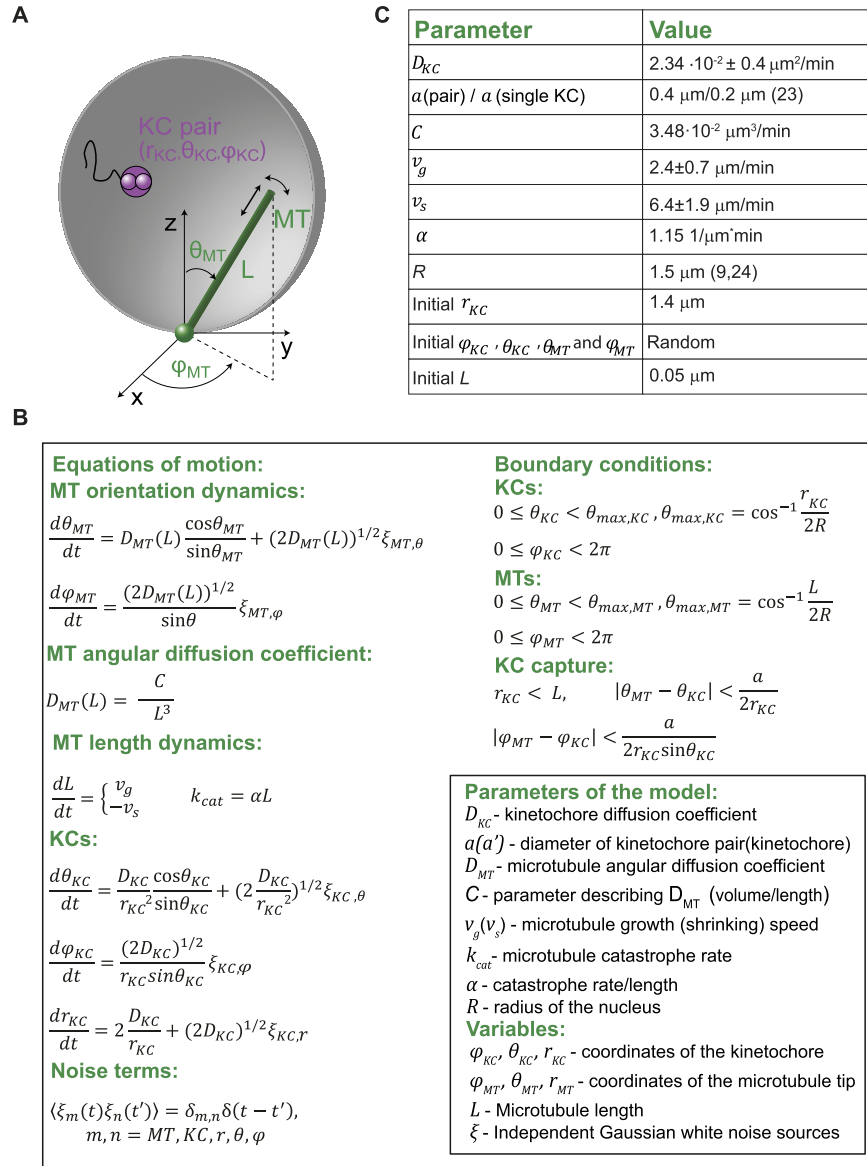 A
KC pair
(r_KC, θ_KC, φ_KC)
z
MT
θ_MT
L
y
φ_MT
x
C
Parameter Value
D_KC 2.34 ·10⁻² ± 0.4 μm²/min
a(pair) / a (single KC) 0.4 μm/0.2 μm (23)
C 3.48·10⁻² μm³/min
v_g 2.4±0.7 μm/min
v_s 6.4±1.9 μm/min
α 1.15 1/μm*min
R 1.5 μm (9,24)
Initial r_KC 1.4 μm
Initial φ_KC , θ_KC , θ_MT and φ_MT Random
Initial L 0.05 μm
B
Equations of motion:
MT orientation dynamics:
dθ_MT/dt = D_MT(L) cosθ_MT/sinθ_MT + (2D_MT(L))^1/2 ξ_MT,θ
dφ_MT/dt = (2D_MT(L))^1/2 / sinθ ξ_MT,φ
MT angular diffusion coefficient:
D_MT(L) = C/L³
MT length dynamics:
dL/dt = { v_g −v_s k_cat = αL
KCs:
dθ_KC/dt = D_KC/r_KC² cosθ_KC/sinθ_KC + (2 D_KC/r_KC²)^1/2 ξ_KC,θ
dφ_KC/dt = (2D_KC)^1/2 / r_KC sinθ_KC ξ_KC,φ
dr_KC/dt = 2 D_KC/r_KC + (2D_KC)^1/2 ξ_KC,r
Noise terms:
⟨ξ_m(t)ξ_n(t′)⟩ = δ_m,n δ(t − t′),
m, n = MT, KC, r, θ, φ
Boundary conditions:
KCs:
0 ≤ θ_KC < θ_max,KC , θ_max,KC = cos⁻¹ r_KC/2R
0 ≤ φ_KC < 2π
MTs:
0 ≤ θ_MT < θ_max,MT , θ_max,MT = cos⁻¹ L/2R
0 ≤ φ_MT < 2π
KC capture:
r_KC < L, |θ_MT − θ_KC| < a/2r_KC
|φ_MT − φ_KC| < a/2r_KC sinθ_KC
Parameters of the model:
D_KC - kinetochore diffusion coefficient
a(a′) - diameter of kinetochore pair(kinetochore)
D_MT - microtubule angular diffusion coefficient
C - parameter describing D_MT (volume/length)
v_g(v_s) - microtubule growth (shrinking) speed
k_cat - microtubule catastrophe rate
α - catastrophe rate/length
R - radius of the nucleus
Variables:
φ_KC, θ_KC, r_KC - coordinates of the kinetochore
φ_MT, θ_MT, r_MT - coordinates of the microtubule tip
L - Microtubule length
ξ - Independent Gaussian white noise sources